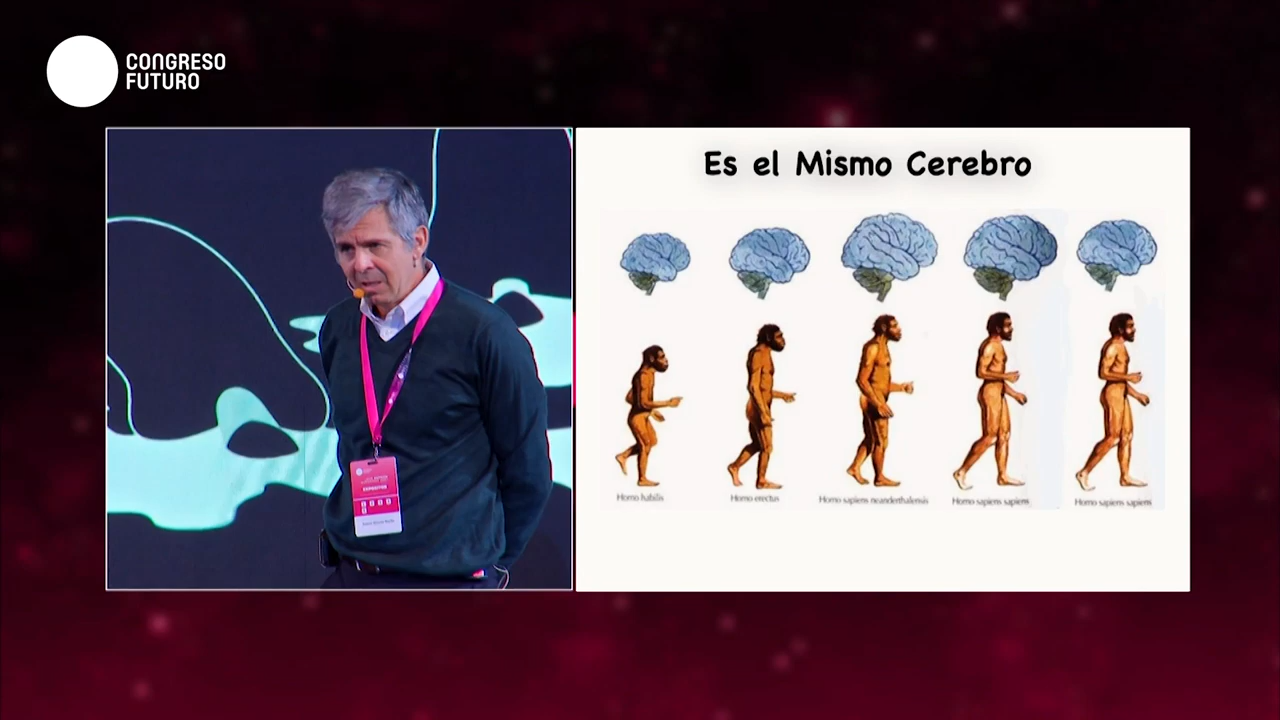 CONGRESO
FUTURO
Es el Mismo Cerebro
Homo habilis
Homo erectus
Homo sapiens neanderthalensis
Homo sapiens sapiens
Homo sapiens sapiens
EXPOSITOR